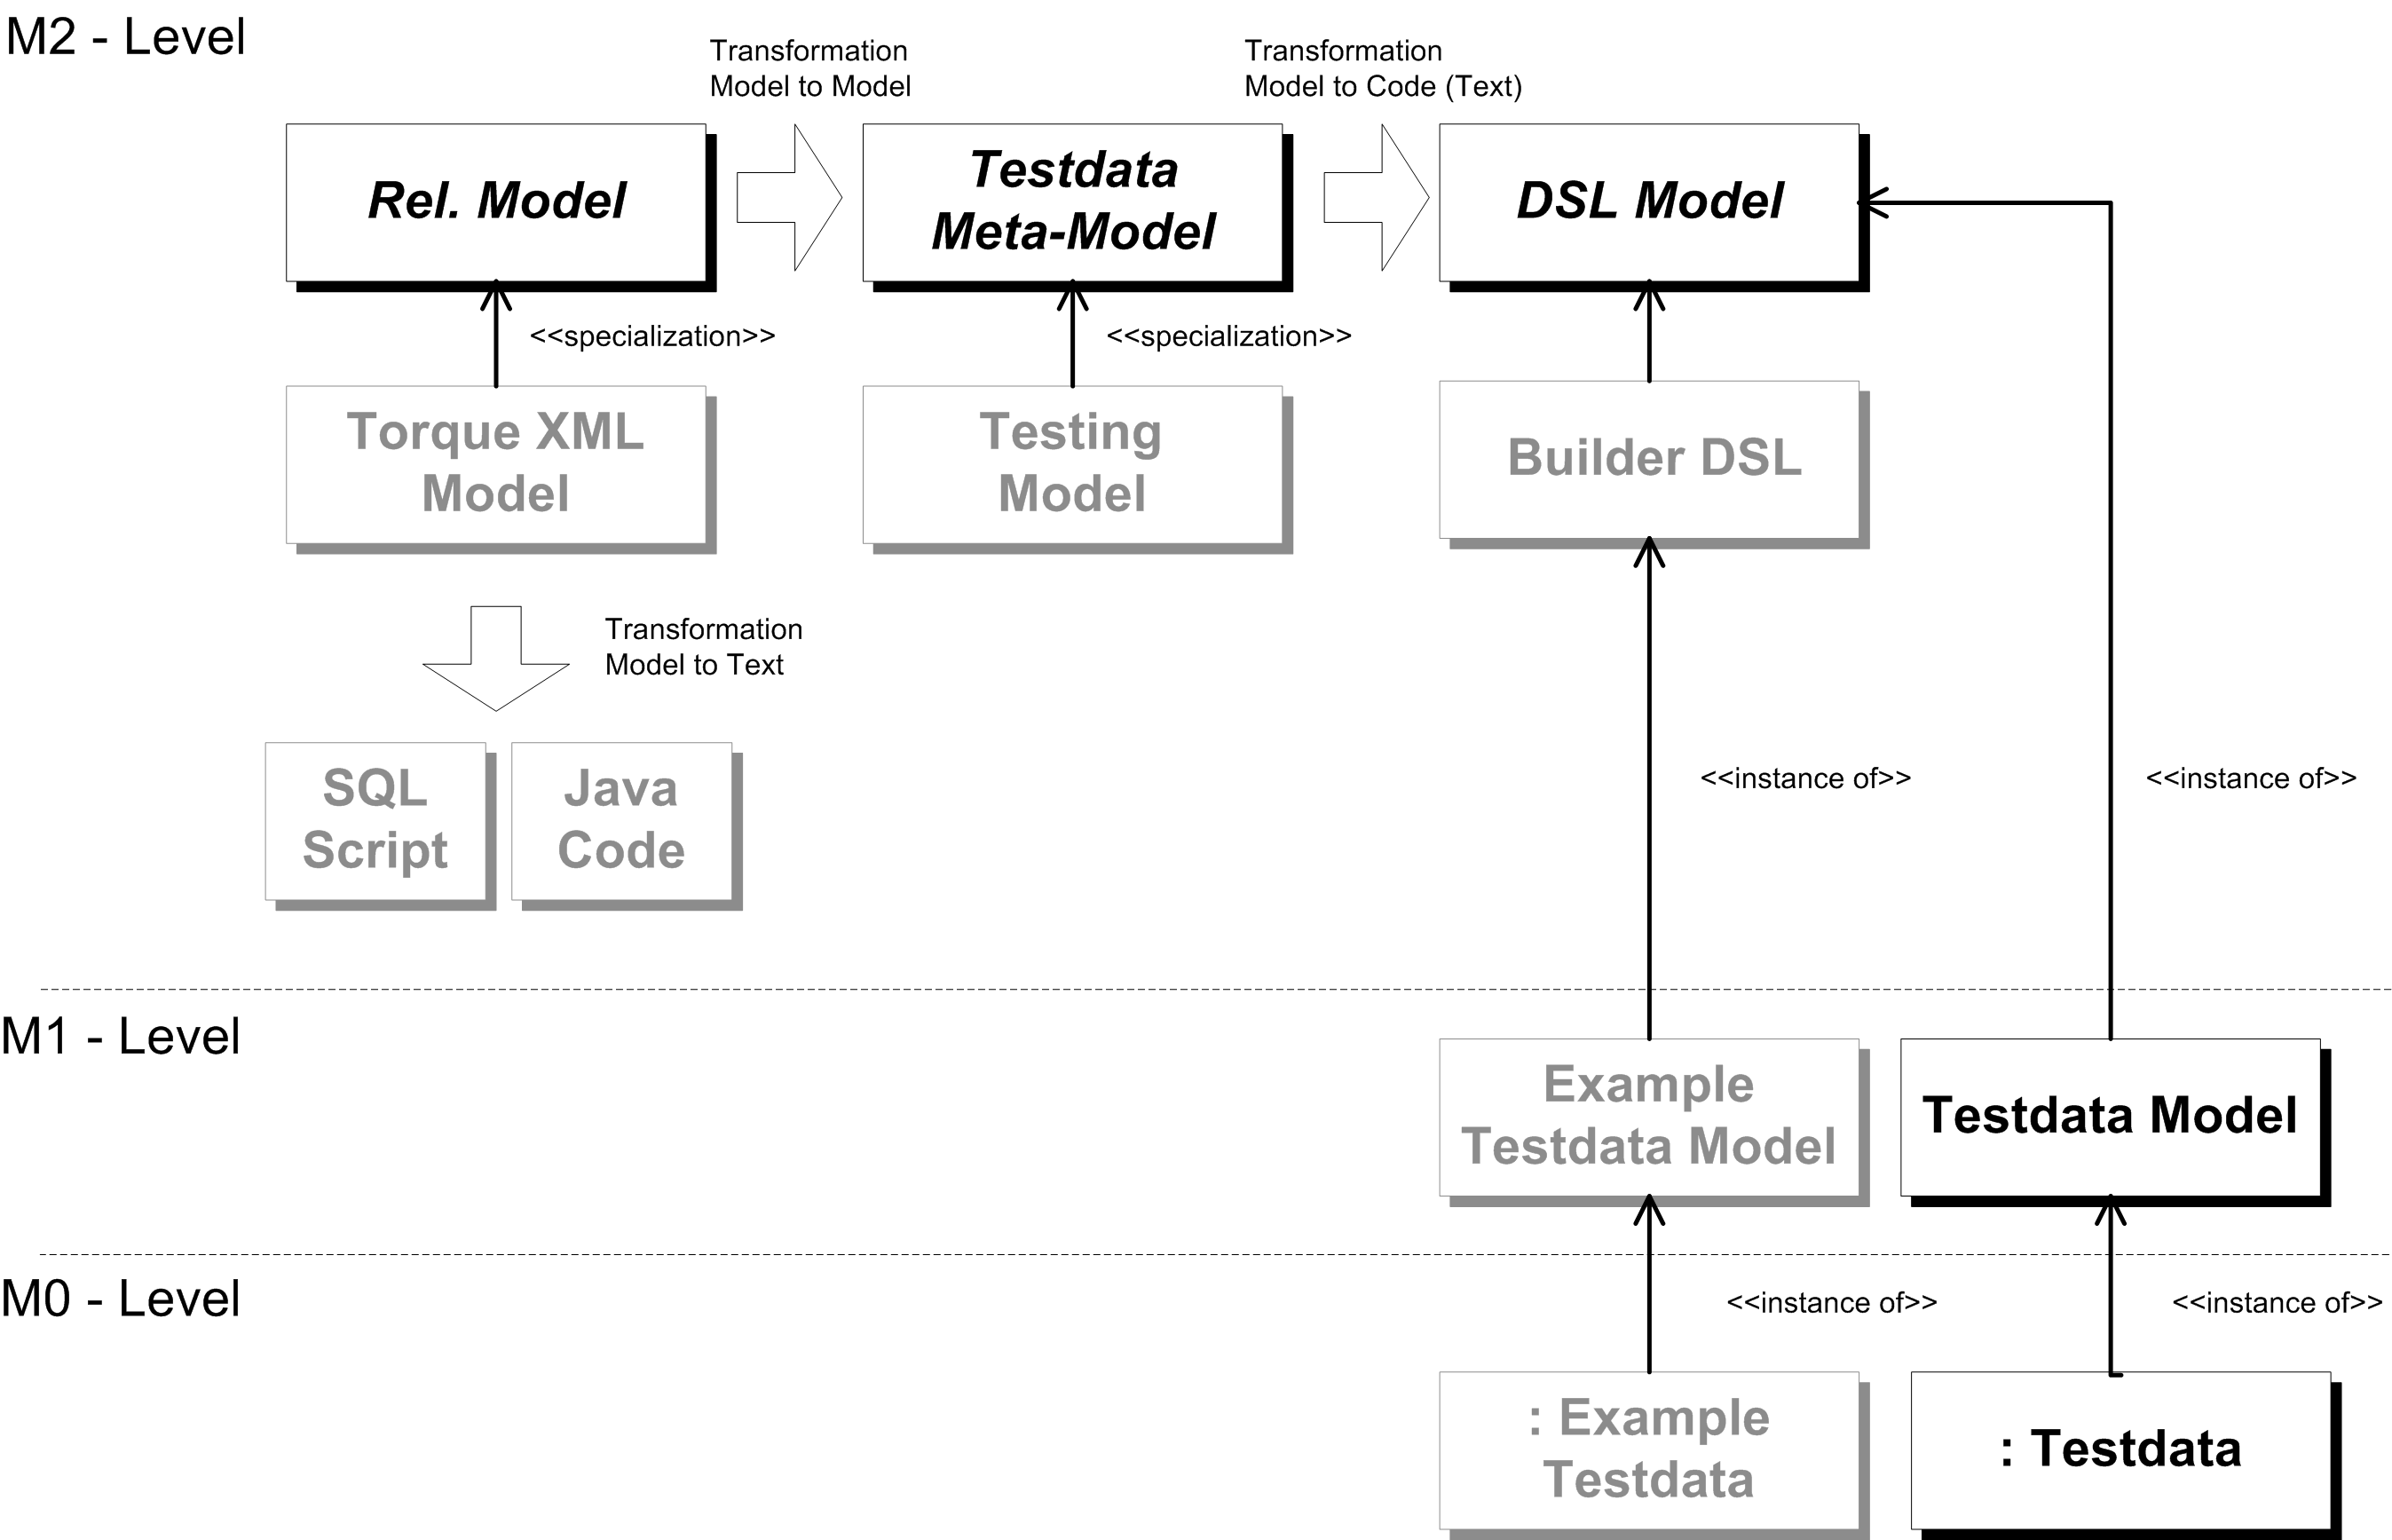 M2 - Level
Transformation
Model to Model
Transformation
Model to Code (Text)
Rel. Model
Testdata
Meta-Model
DSL Model
<<specialization>>
<<specialization>>
Torque XML
Model
Testing
Model
Builder DSL
Transformation
Model to Text
SQL
Script
Java
Code
<<instance of>>
<<instance of>>
M1 - Level
Example
Testdata Model
Testdata Model
M0 - Level
<<instance of>>
<<instance of>>
: Example
Testdata
: Testdata